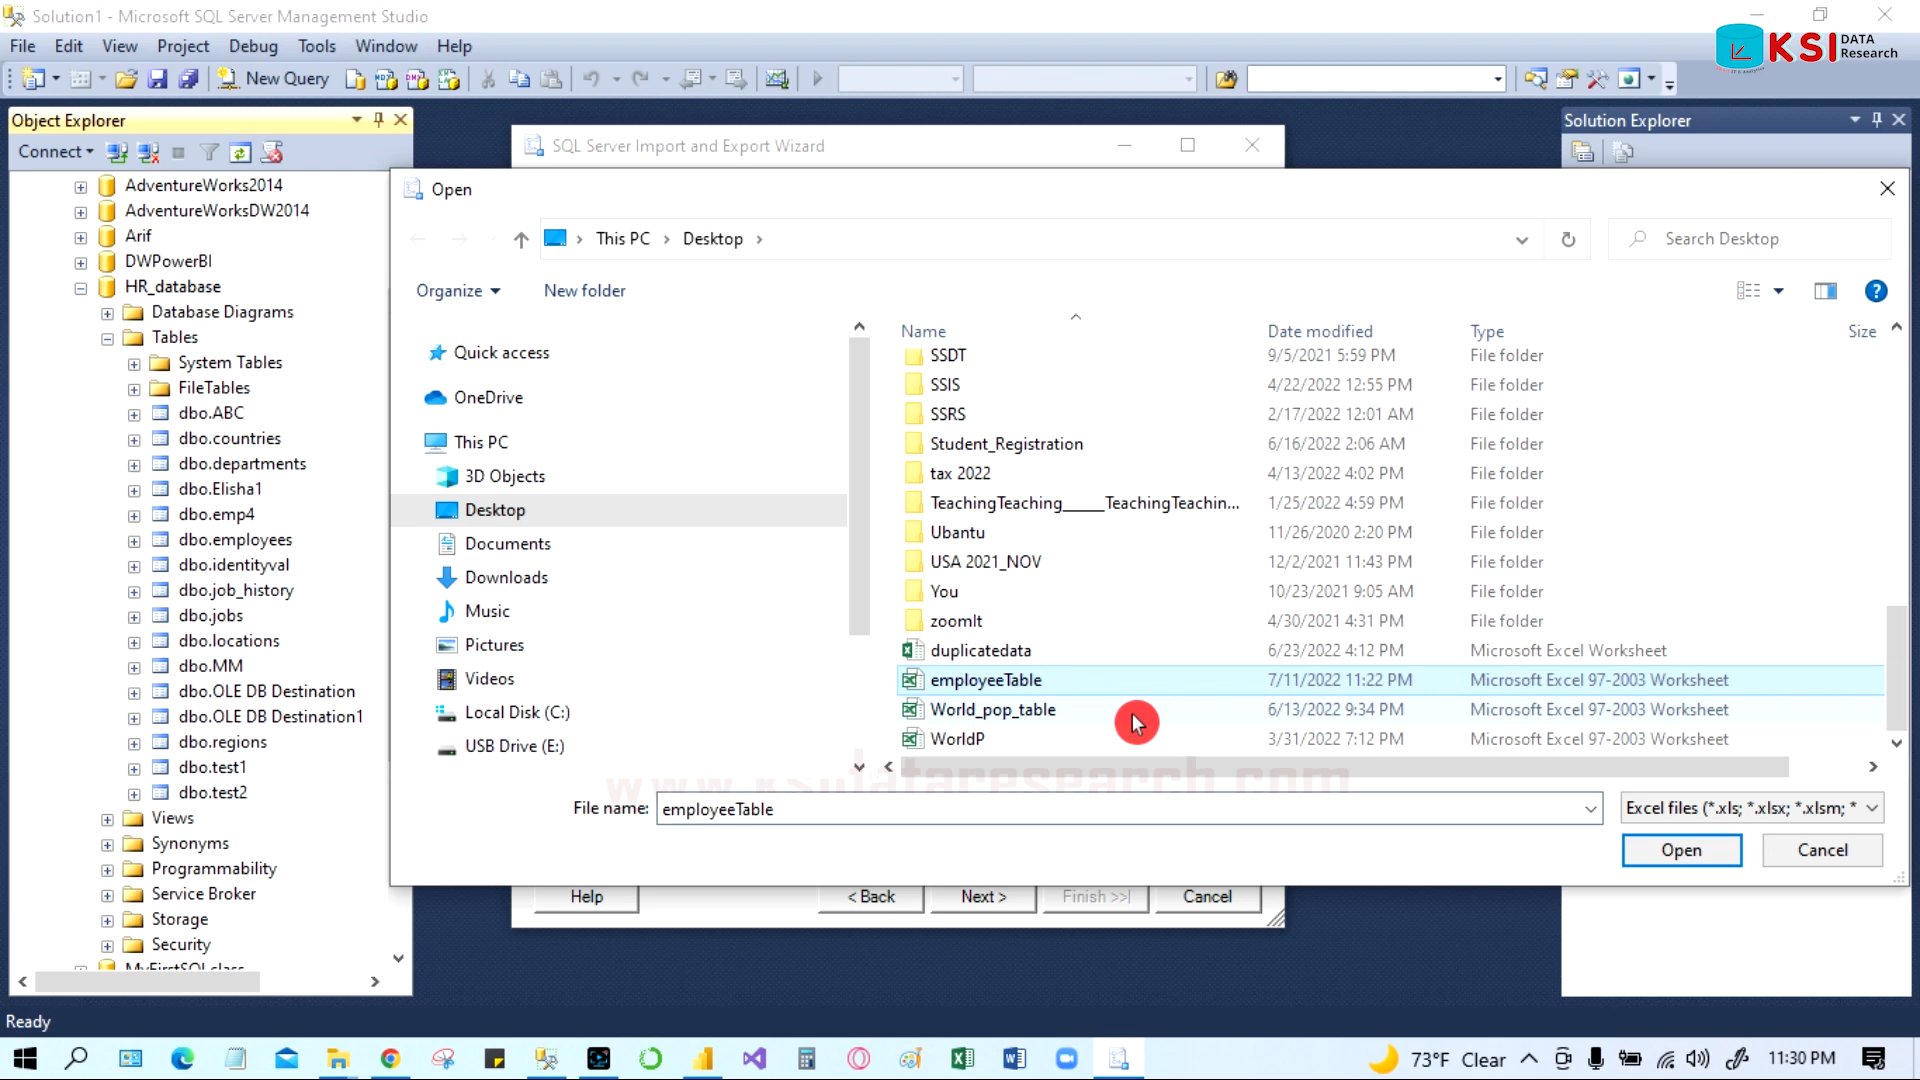 Solution1 - Microsoft SQL Server Management Studio
File Edit View Project Debug Tools Window Help
KSI DATA Research
New Query
Object Explorer
Connect
AdventureWorks2014
AdventureWorksDW2014
Arif
DWPowerBI
HR_database
Database Diagrams
Tables
System Tables
FileTables
dbo.ABC
dbo.countries
dbo.departments
dbo.Elisha1
dbo.emp4
dbo.employees
dbo.identityval
dbo.job_history
dbo.jobs
dbo.locations
dbo.MM
dbo.OLE DB Destination
dbo.OLE DB Destination1
dbo.regions
dbo.test1
dbo.test2
Views
Synonyms
Programmability
Service Broker
Storage
Security
MyFirstSQLclass
SQL Server Import and Export Wizard
Solution Explorer
Open
This PC > Desktop >
Search Desktop
Organize New folder
Quick access
OneDrive
This PC
3D Objects
Desktop
Documents
Downloads
Music
Pictures
Videos
Local Disk (C:)
USB Drive (E:)
Name Date modified Type Size
SSDT 9/5/2021 5:59 PM File folder
SSIS 4/22/2022 12:55 PM File folder
SSRS 2/17/2022 12:01 AM File folder
Student_Registration 6/16/2022 2:06 AM File folder
tax 2022 4/13/2022 4:02 PM File folder
TeachingTeaching_____TeachingTeachin... 1/25/2022 4:59 PM File folder
Ubantu 11/26/2020 2:20 PM File folder
USA 2021_NOV 12/2/2021 11:43 PM File folder
You 10/23/2021 9:05 AM File folder
zoomIt 4/30/2021 4:31 PM File folder
duplicatedata 6/23/2022 4:12 PM Microsoft Excel Worksheet
employeeTable 7/11/2022 11:22 PM Microsoft Excel 97-2003 Worksheet
World_pop_table 6/13/2022 9:34 PM Microsoft Excel 97-2003 Worksheet
WorldP 3/31/2022 7:12 PM Microsoft Excel 97-2003 Worksheet
File name: employeeTable Excel files (*.xls; *.xlsx; *.xlsm; *
Open Cancel
Help < Back Next > Finish >>| Cancel
Ready
73°F Clear 11:30 PM